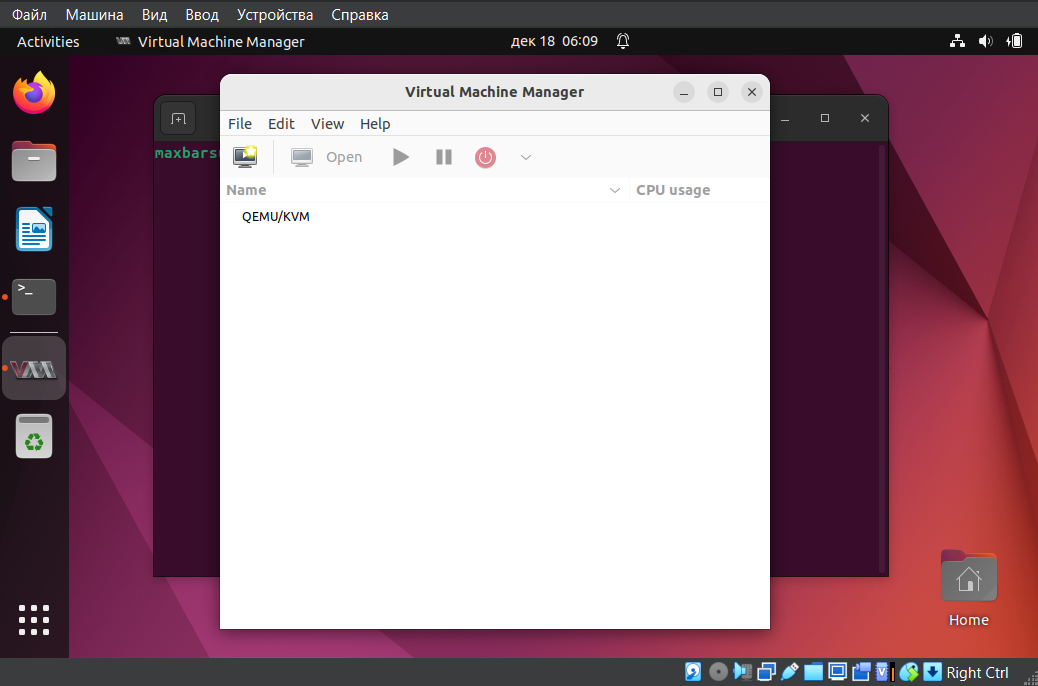 Файл Машина Вид Ввод Устройства Справка
Activities Virtual Machine Manager дек 18 06:09
Virtual Machine Manager
File Edit View Help
maxbars
Open
Name CPU usage
QEMU/KVM
>_
Home
Right Ctrl